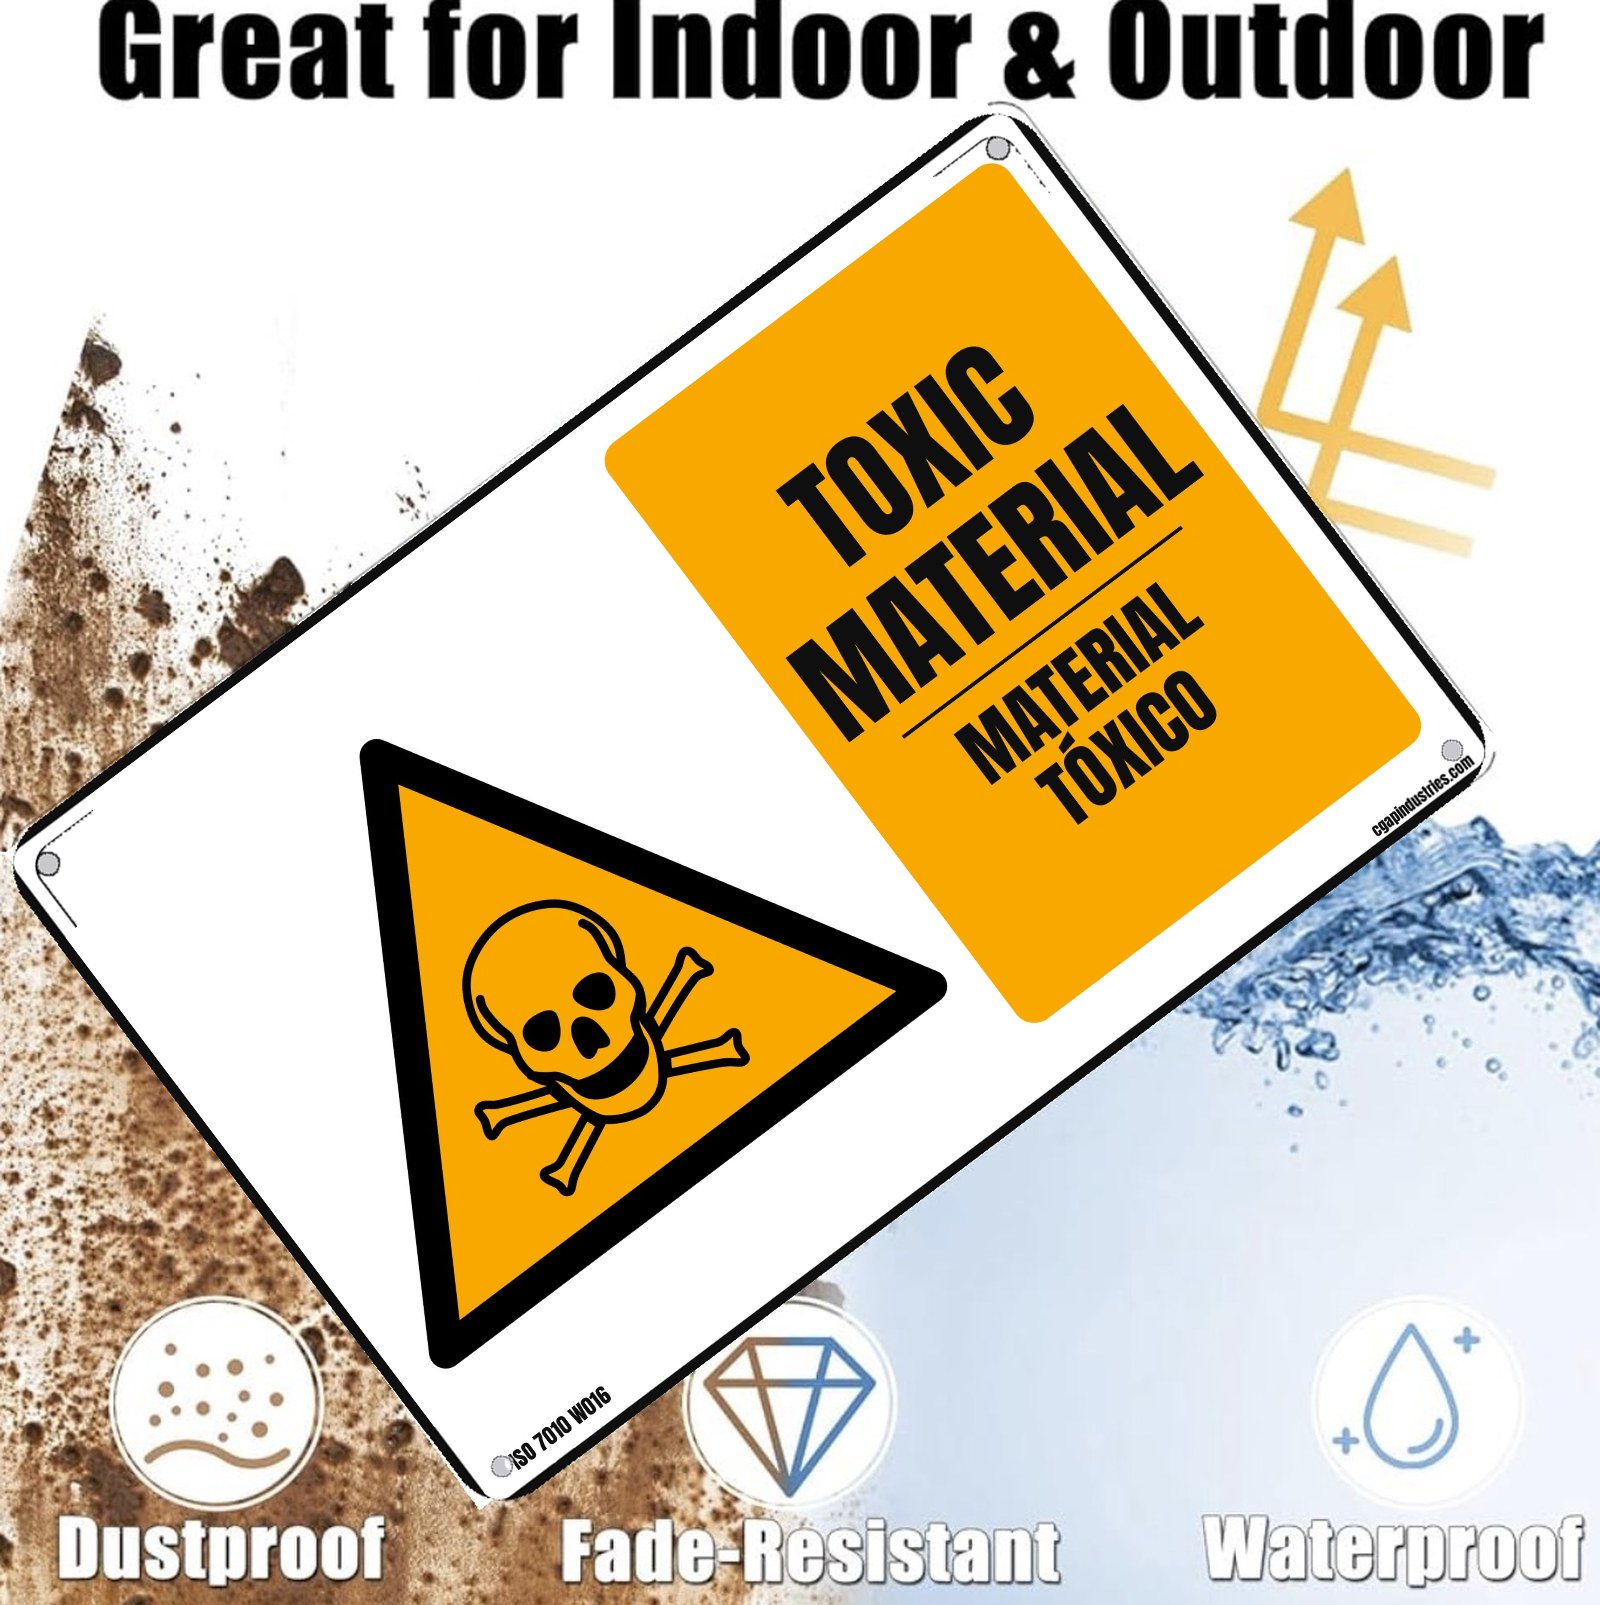 Great for Indoor & Outdoor
TOXIC
MATERIAL
MATERIAL
TÓXICO
cgapindustries.com
ISO 7010 W016
Dustproof
Fade-Resistant
Waterproof